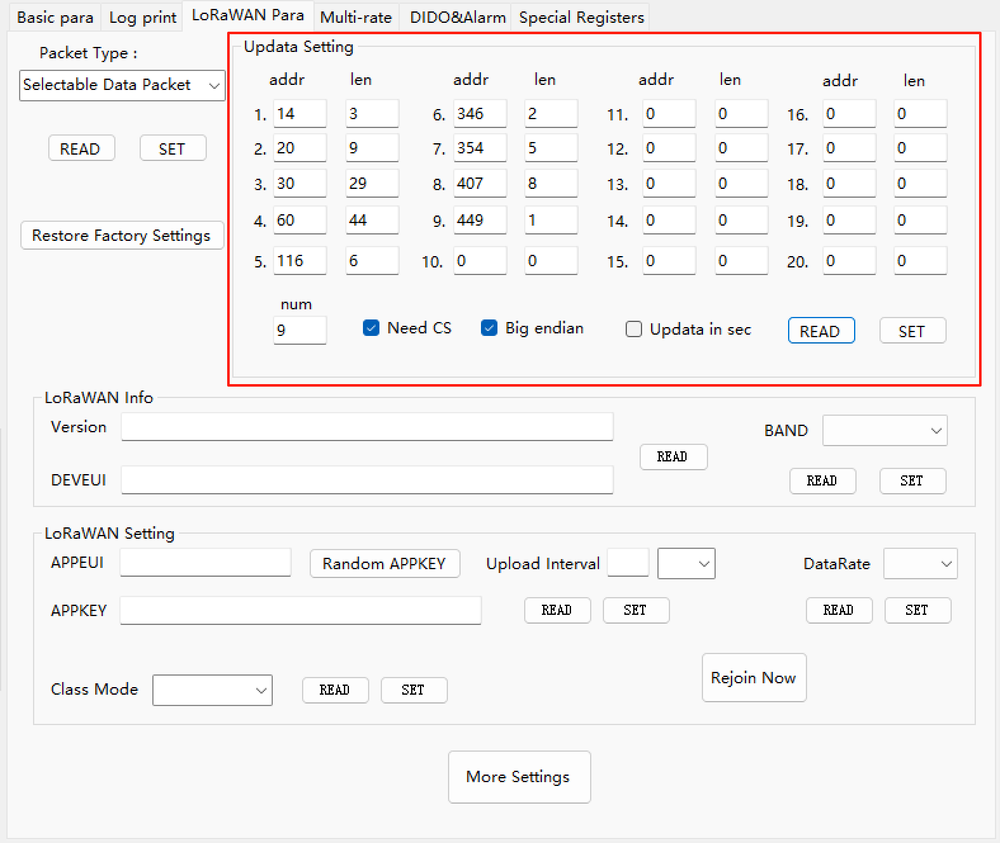 Basic para Log print LoRaWAN Para Multi-rate DIDO&Alarm Special Registers
Packet Type :
Selectable Data Packet
READ SET
Restore Factory Settings
Updata Setting
addr len addr len addr len addr len
1. 14 3 6. 346 2 11. 0 0 16. 0 0
2. 20 9 7. 354 5 12. 0 0 17. 0 0
3. 30 29 8. 407 8 13. 0 0 18. 0 0
4. 60 44 9. 449 1 14. 0 0 19. 0 0
5. 116 6 10. 0 0 15. 0 0 20. 0 0
num
9 Need CS Big endian Updata in sec READ SET
LoRaWAN Info
Version BAND
READ
DEVEUI READ SET
LoRaWAN Setting
APPEUI Random APPKEY Upload Interval DataRate
APPKEY READ SET READ SET
Class Mode READ SET Rejoin Now
More Settings